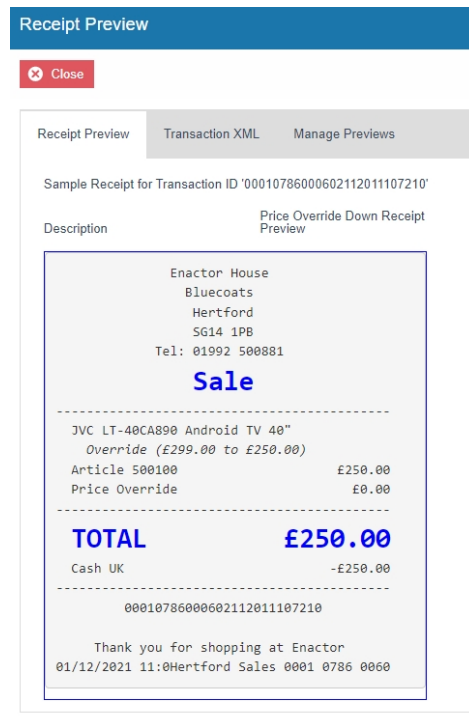 Receipt Preview
Close
Receipt Preview Transaction XML Manage Previews
Sample Receipt for Transaction ID '00010786000602112011107210'
Description Price Override Down Receipt Preview
Enactor House
Bluecoats
Hertford
SG14 1PB
Tel: 01992 500881
Sale
JVC LT-40CA890 Android TV 40"
Override (£299.00 to £250.00)
Article 500100 £250.00
Price Override £0.00
TOTAL £250.00
Cash UK -£250.00
00010786000602112011107210
Thank you for shopping at Enactor
01/12/2021 11:0Hertford Sales 0001 0786 0060